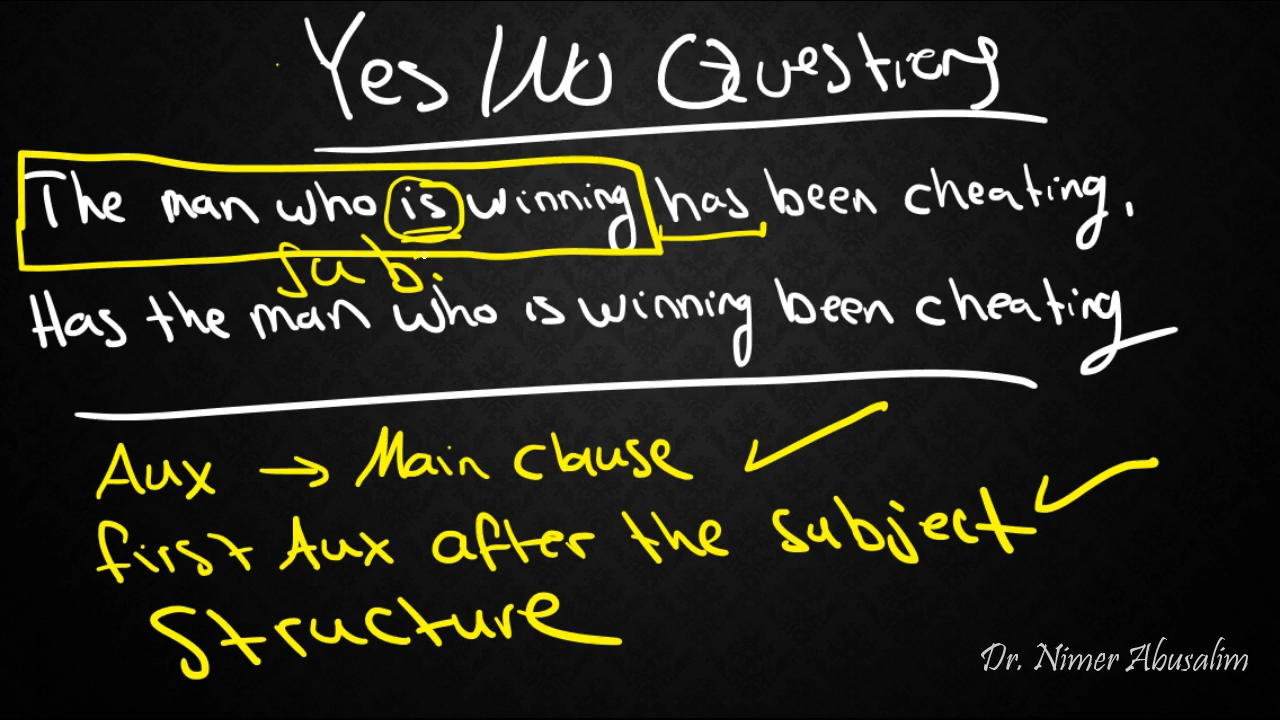 Yes/No Questions
The man who is winning has been cheating.
Sub.
Has the man who is winning been cheating
Aux → Main clause ✓
first Aux after the subject ✓
Structure
Dr. Nimer Abusalim